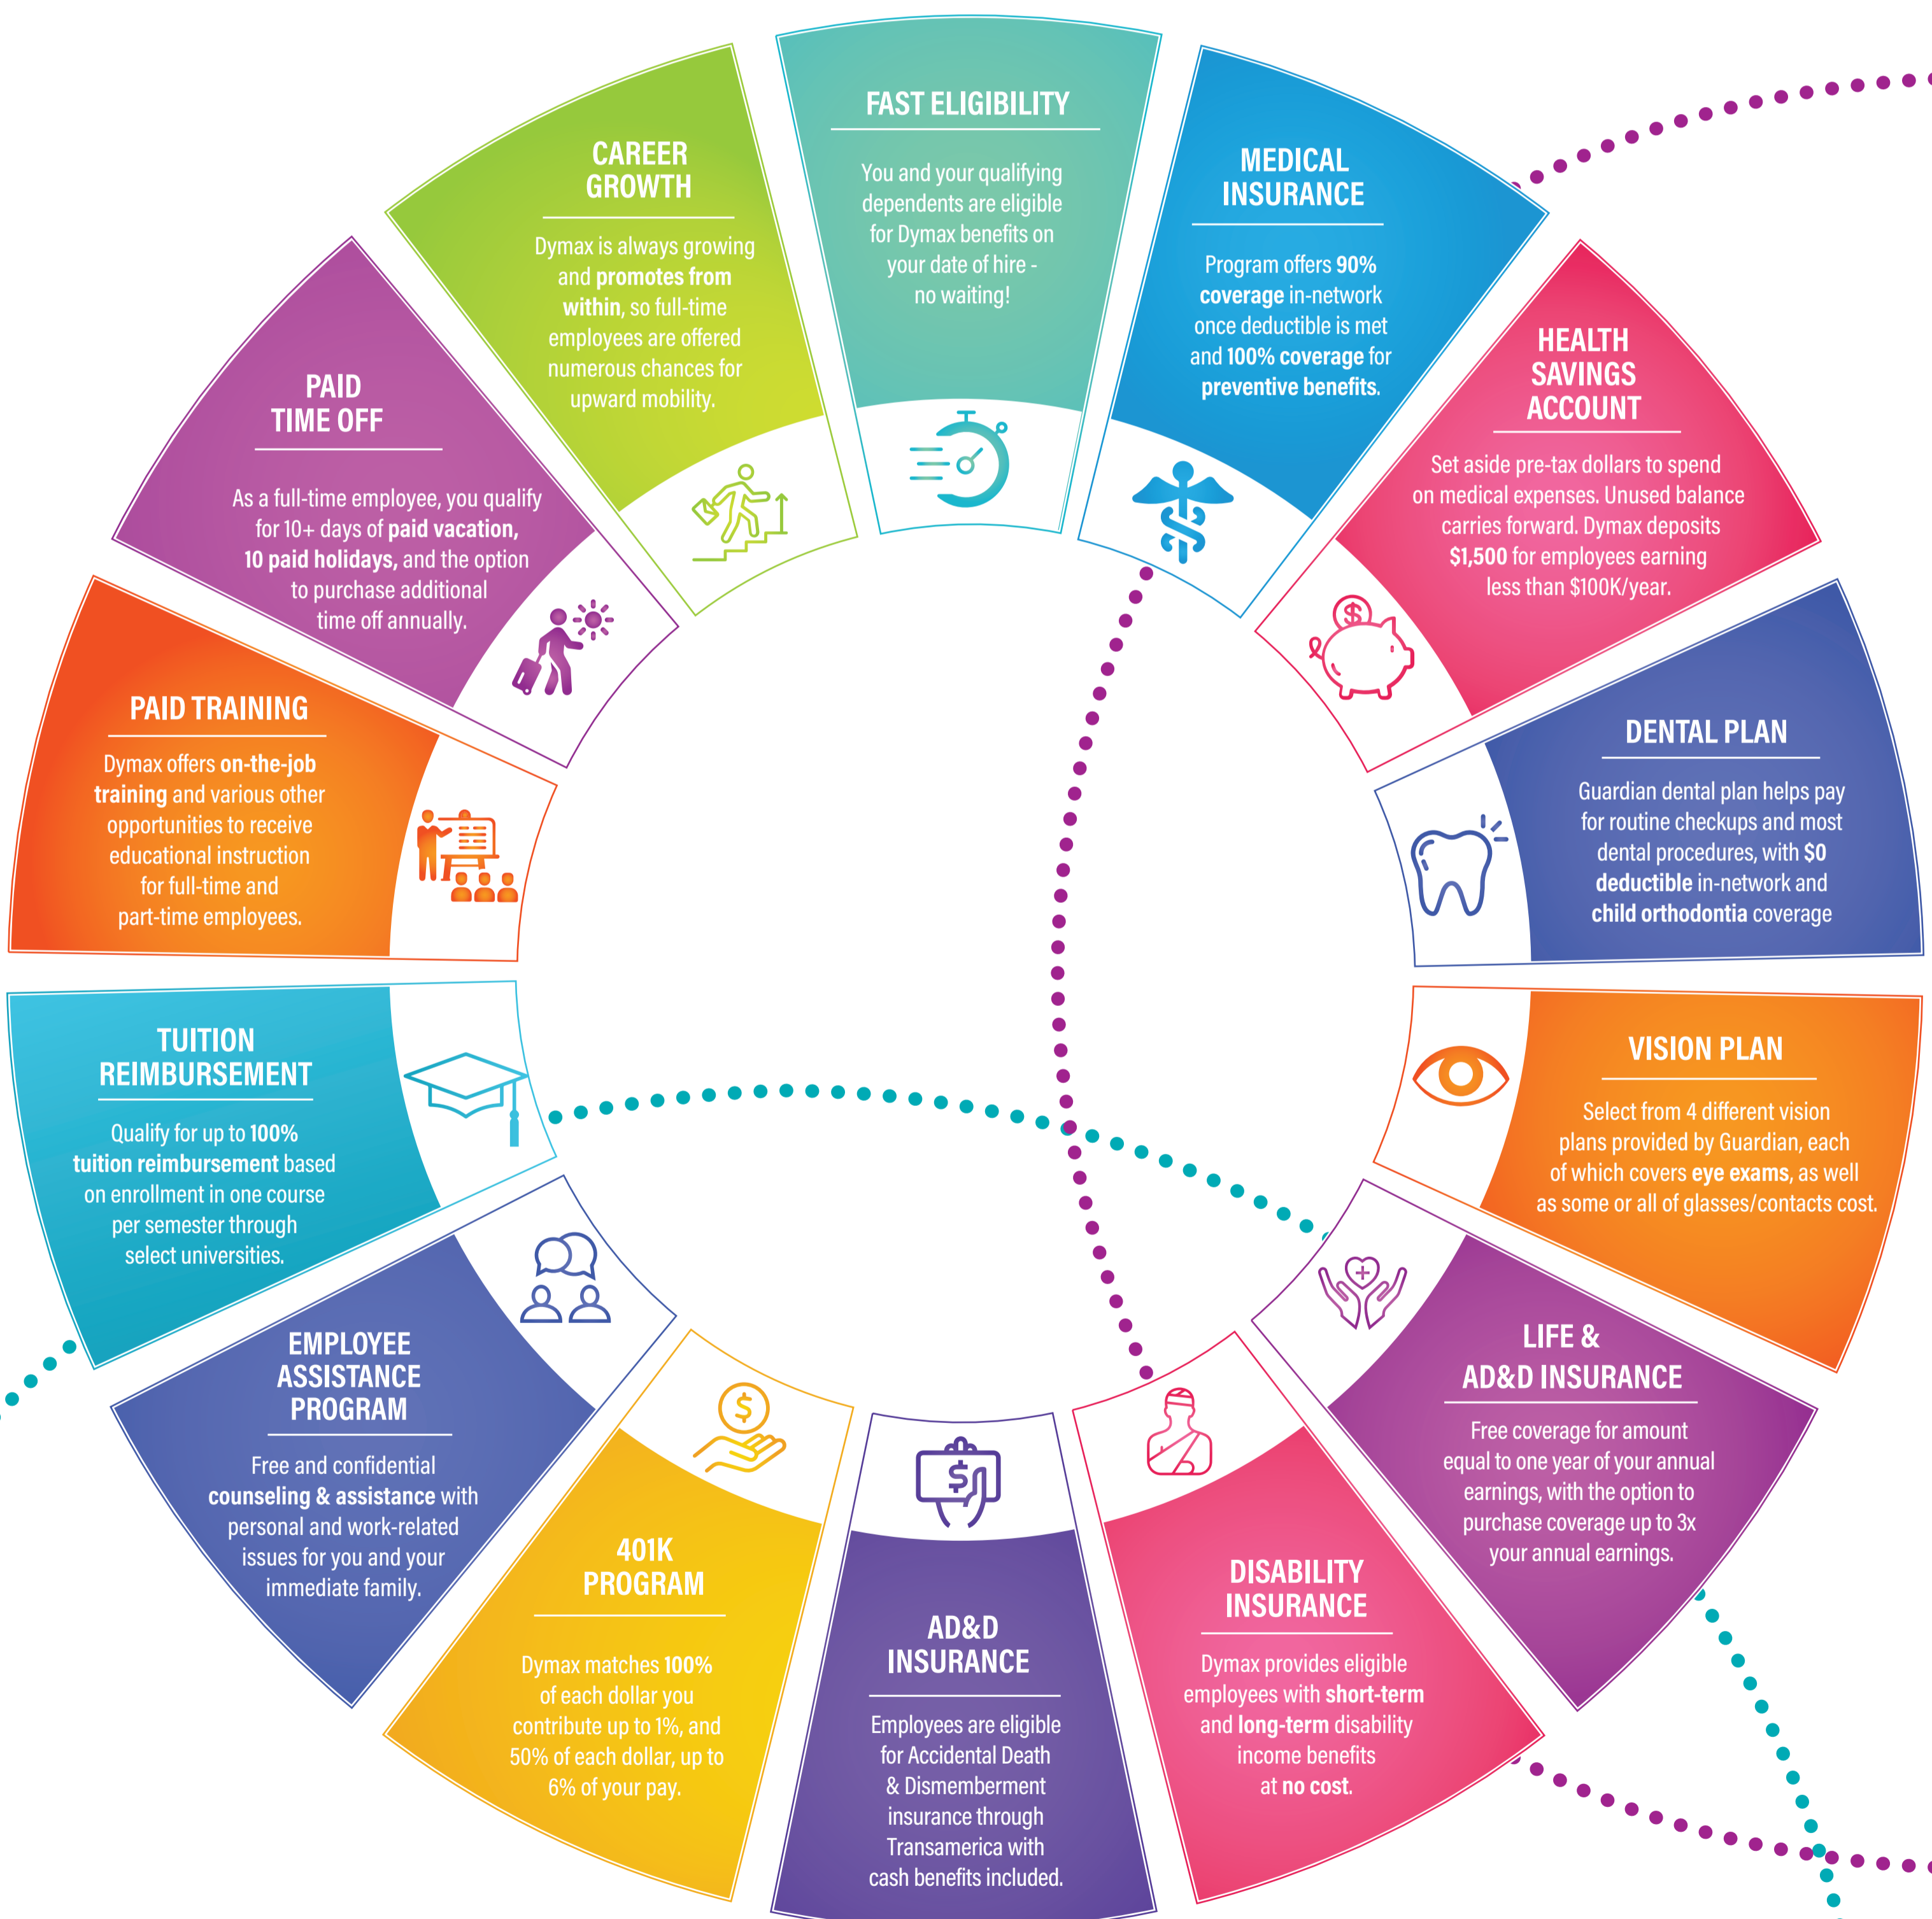 FAST ELIGIBILITY
You and your qualifying
dependents are eligible
for Dymax benefits on
your date of hire -
no waiting!
MEDICAL
INSURANCE
Program offers 90%
coverage in-network
once deductible is met
and 100% coverage for
preventive benefits.
HEALTH
SAVINGS
ACCOUNT
Set aside pre-tax dollars to spend
on medical expenses. Unused balance
carries forward. Dymax deposits
$1,500 for employees earning
less than $100K/year.
$
DENTAL PLAN
Guardian dental plan helps pay
for routine checkups and most
dental procedures, with $0
deductible in-network and
child orthodontia coverage
VISION PLAN
Select from 4 different vision
plans provided by Guardian, each
of which covers eye exams, as well
as some or all of glasses/contacts cost.
LIFE &
AD&D INSURANCE
Free coverage for amount
equal to one year of your annual
earnings, with the option to
purchase coverage up to 3x
your annual earnings.
DISABILITY
INSURANCE
Dymax provides eligible
employees with short-term
and long-term disability
income benefits
at no cost.
$
AD&D
INSURANCE
Employees are eligible
for Accidental Death
& Dismemberment
insurance through
Transamerica with
cash benefits included.
$
401K
PROGRAM
Dymax matches 100%
of each dollar you
contribute up to 1%, and
50% of each dollar, up to
6% of your pay.
EMPLOYEE
ASSISTANCE
PROGRAM
Free and confidential
counseling & assistance with
personal and work-related
issues for you and your
immediate family.
TUITION
REIMBURSEMENT
Qualify for up to 100%
tuition reimbursement based
on enrollment in one course
per semester through
select universities.
PAID TRAINING
Dymax offers on-the-job
training and various other
opportunities to receive
educational instruction
for full-time and
part-time employees.
PAID
TIME OFF
As a full-time employee, you qualify
for 10+ days of paid vacation,
10 paid holidays, and the option
to purchase additional
time off annually.
CAREER
GROWTH
Dymax is always growing
and promotes from
within, so full-time
employees are offered
numerous chances for
upward mobility.